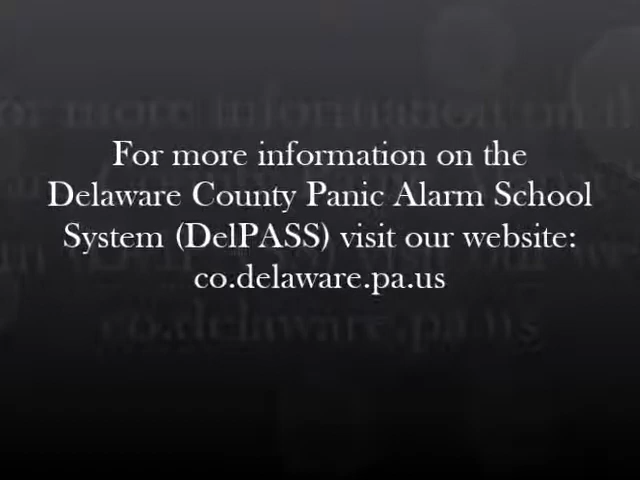 For more information on the
Delaware County Panic Alarm School
System (DelPASS) visit our website:
co.delaware.pa.us